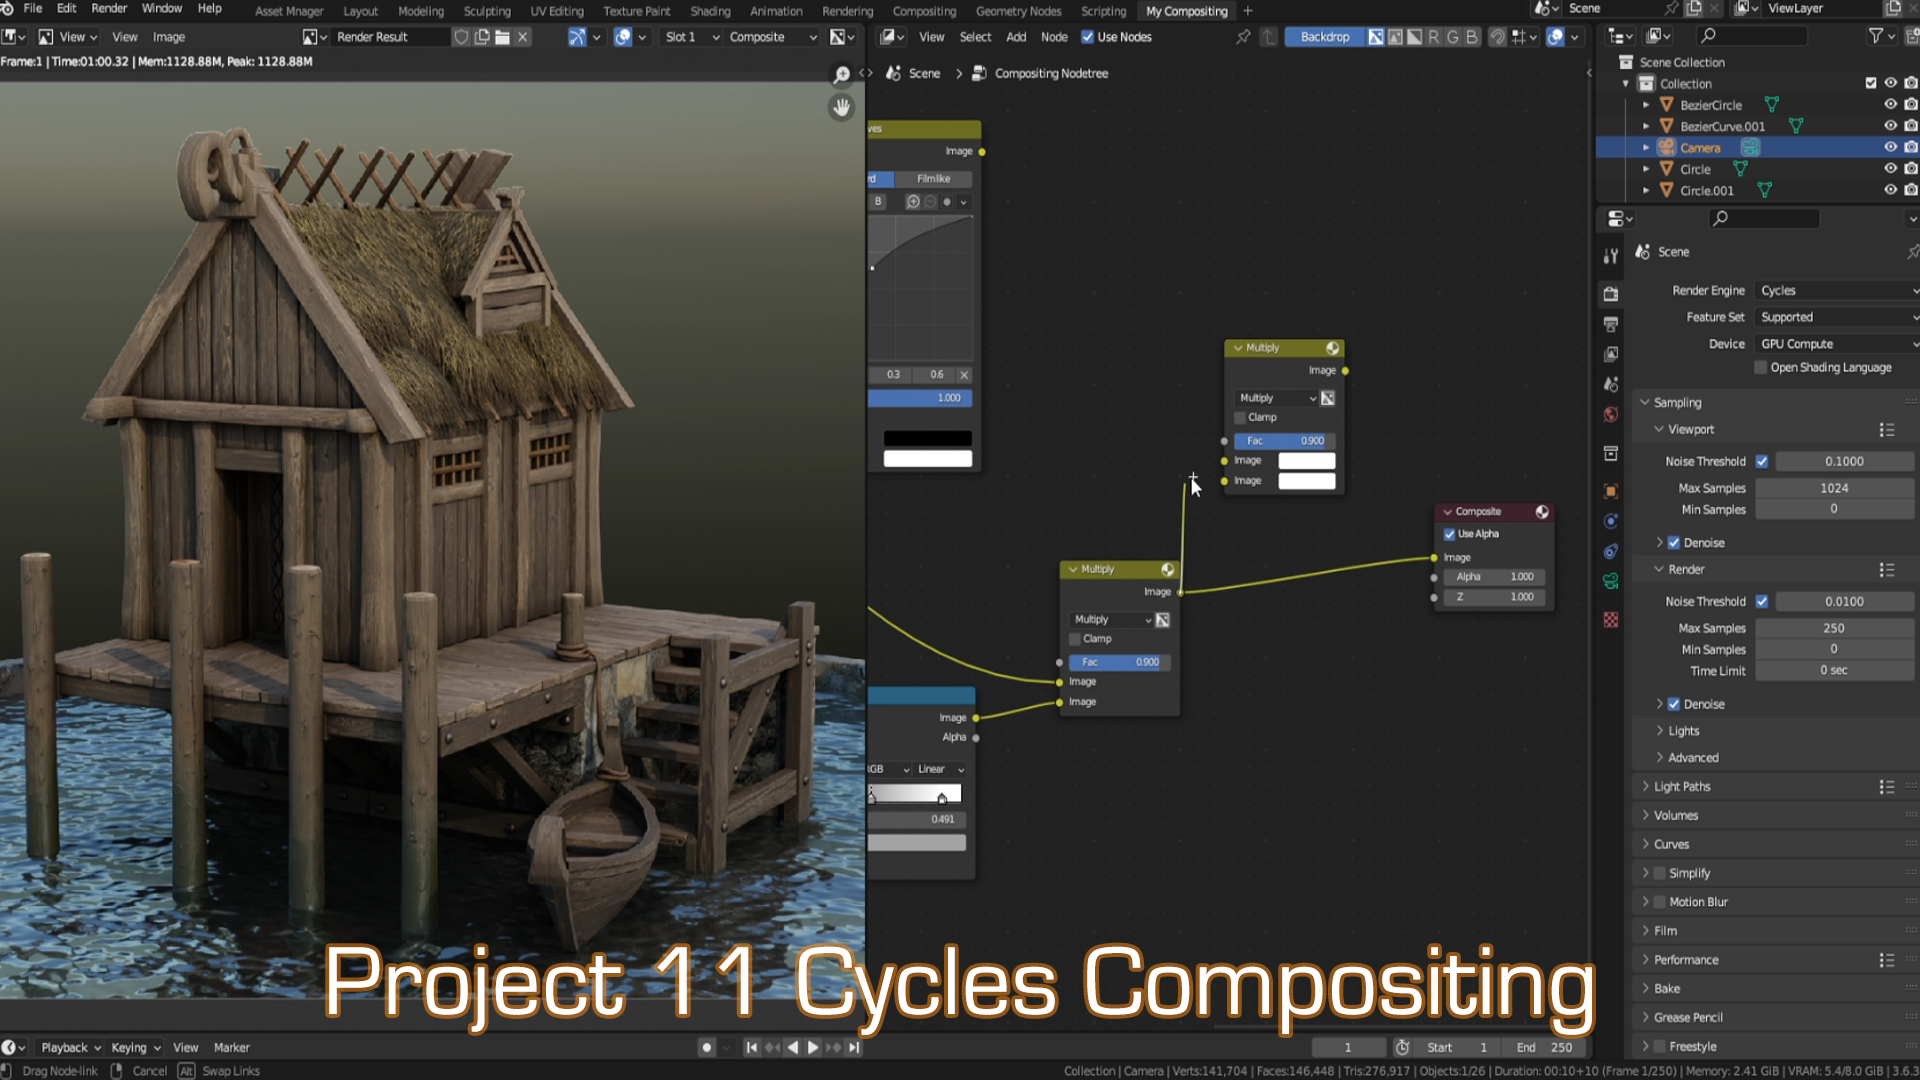 File Edit Render Window Help Asset Mnager Layout Modeling Sculpting UV Editing Texture Paint Shading Animation Rendering Compositing Geometry Nodes Scripting My Compositing + Scene ViewLayer
View View Image Render Result Slot 1 Composite View Select Add Node Use Nodes Backdrop R G B
Frame:1 | Time:01:00.32 | Mem:1128.88M, Peak: 1128.88M
Scene > Compositing Nodetree
ves
Image
rd Filmlike
B
0.3 0.6
1.000
Multiply
Image
Multiply
Clamp
Fac 0.900
Image
Image
Composite
Use Alpha
Image
Alpha 1.000
Z 1.000
Multiply
Image
Multiply
Clamp
Fac 0.900
Image
Image
Image
Alpha
RGB Linear
0.491
Scene Collection
Collection
BezierCircle
BezierCurve.001
Camera
Circle
Circle.001
Scene
Render Engine Cycles
Feature Set Supported
Device GPU Compute
Open Shading Language
Sampling
Viewport
Noise Threshold 0.1000
Max Samples 1024
Min Samples 0
Denoise
Render
Noise Threshold 0.0100
Max Samples 250
Min Samples 0
Time Limit 0 sec
Denoise
Lights
Advanced
Light Paths
Volumes
Curves
Simplify
Motion Blur
Film
Performance
Bake
Grease Pencil
Freestyle
Project 11 Cycles Compositing
Playback Keying View Marker 1 Start 1 End 250
Drag Node-link Cancel Alt Swap Links Collection | Camera | Verts:141,704 | Faces:146,448 | Tris:276,917 | Objects:1/26 | Duration: 00:10+10 (Frame 1/250) | Memory: 2.41 GiB | VRAM: 5.4/8.0 GiB | 3.6.3